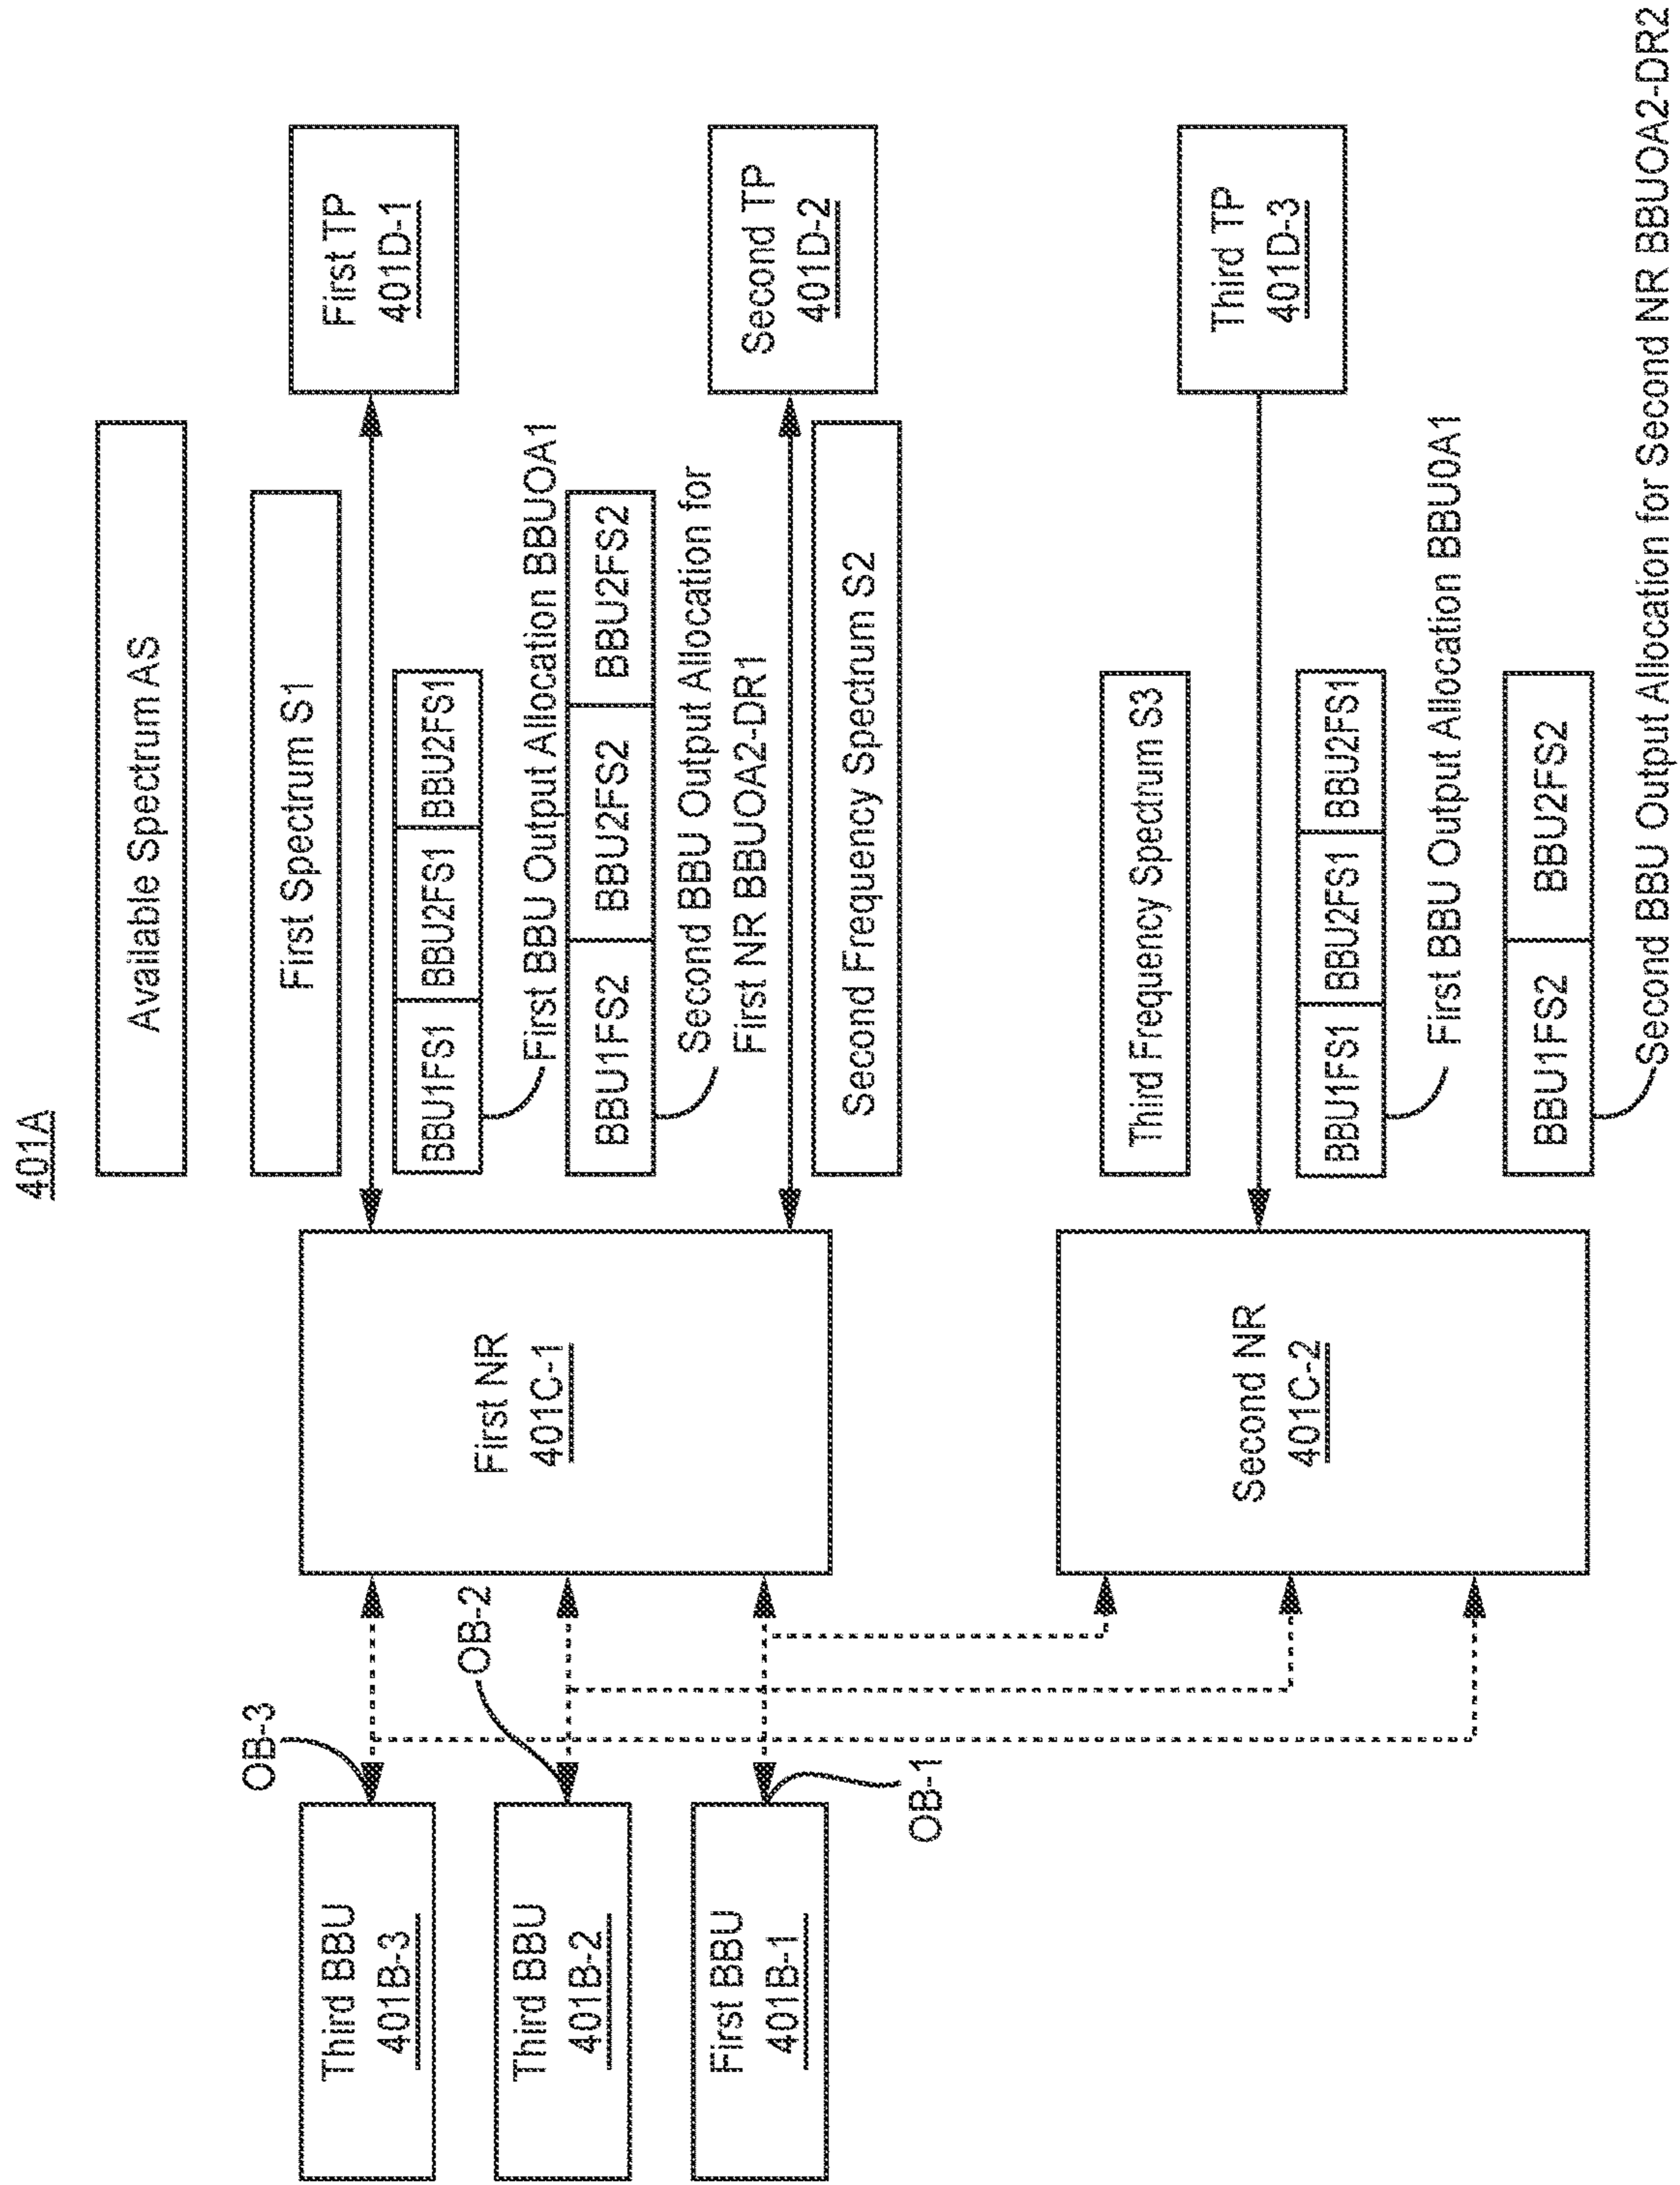 401A
Available Spectrum AS
First Spectrum S1
First TP
401D-1
BBU1FS1 BBU2FS1 BBU2FS1
First BBU Output Allocation BBUOA1
BBU1FS2 BBU2FS2 BBU2FS2
Second BBU Output Allocation for
First NR BBUOA2-DR1
Second TP
401D-2
Second Frequency Spectrum S2
OB-3
Third BBU
401B-3
OB-2
Third BBU
401B-2
First BBU
401B-1
OB-1
First NR
401C-1
Third Frequency Spectrum S3
Third TP
401D-3
Second NR
401C-2
BBU1FS1 BBU2FS1 BBU2FS1
First BBU Output Allocation BBU0A1
BBU1FS2 BBU2FS2
Second BBU Output Allocation for Second NR BBUOA2-DR2